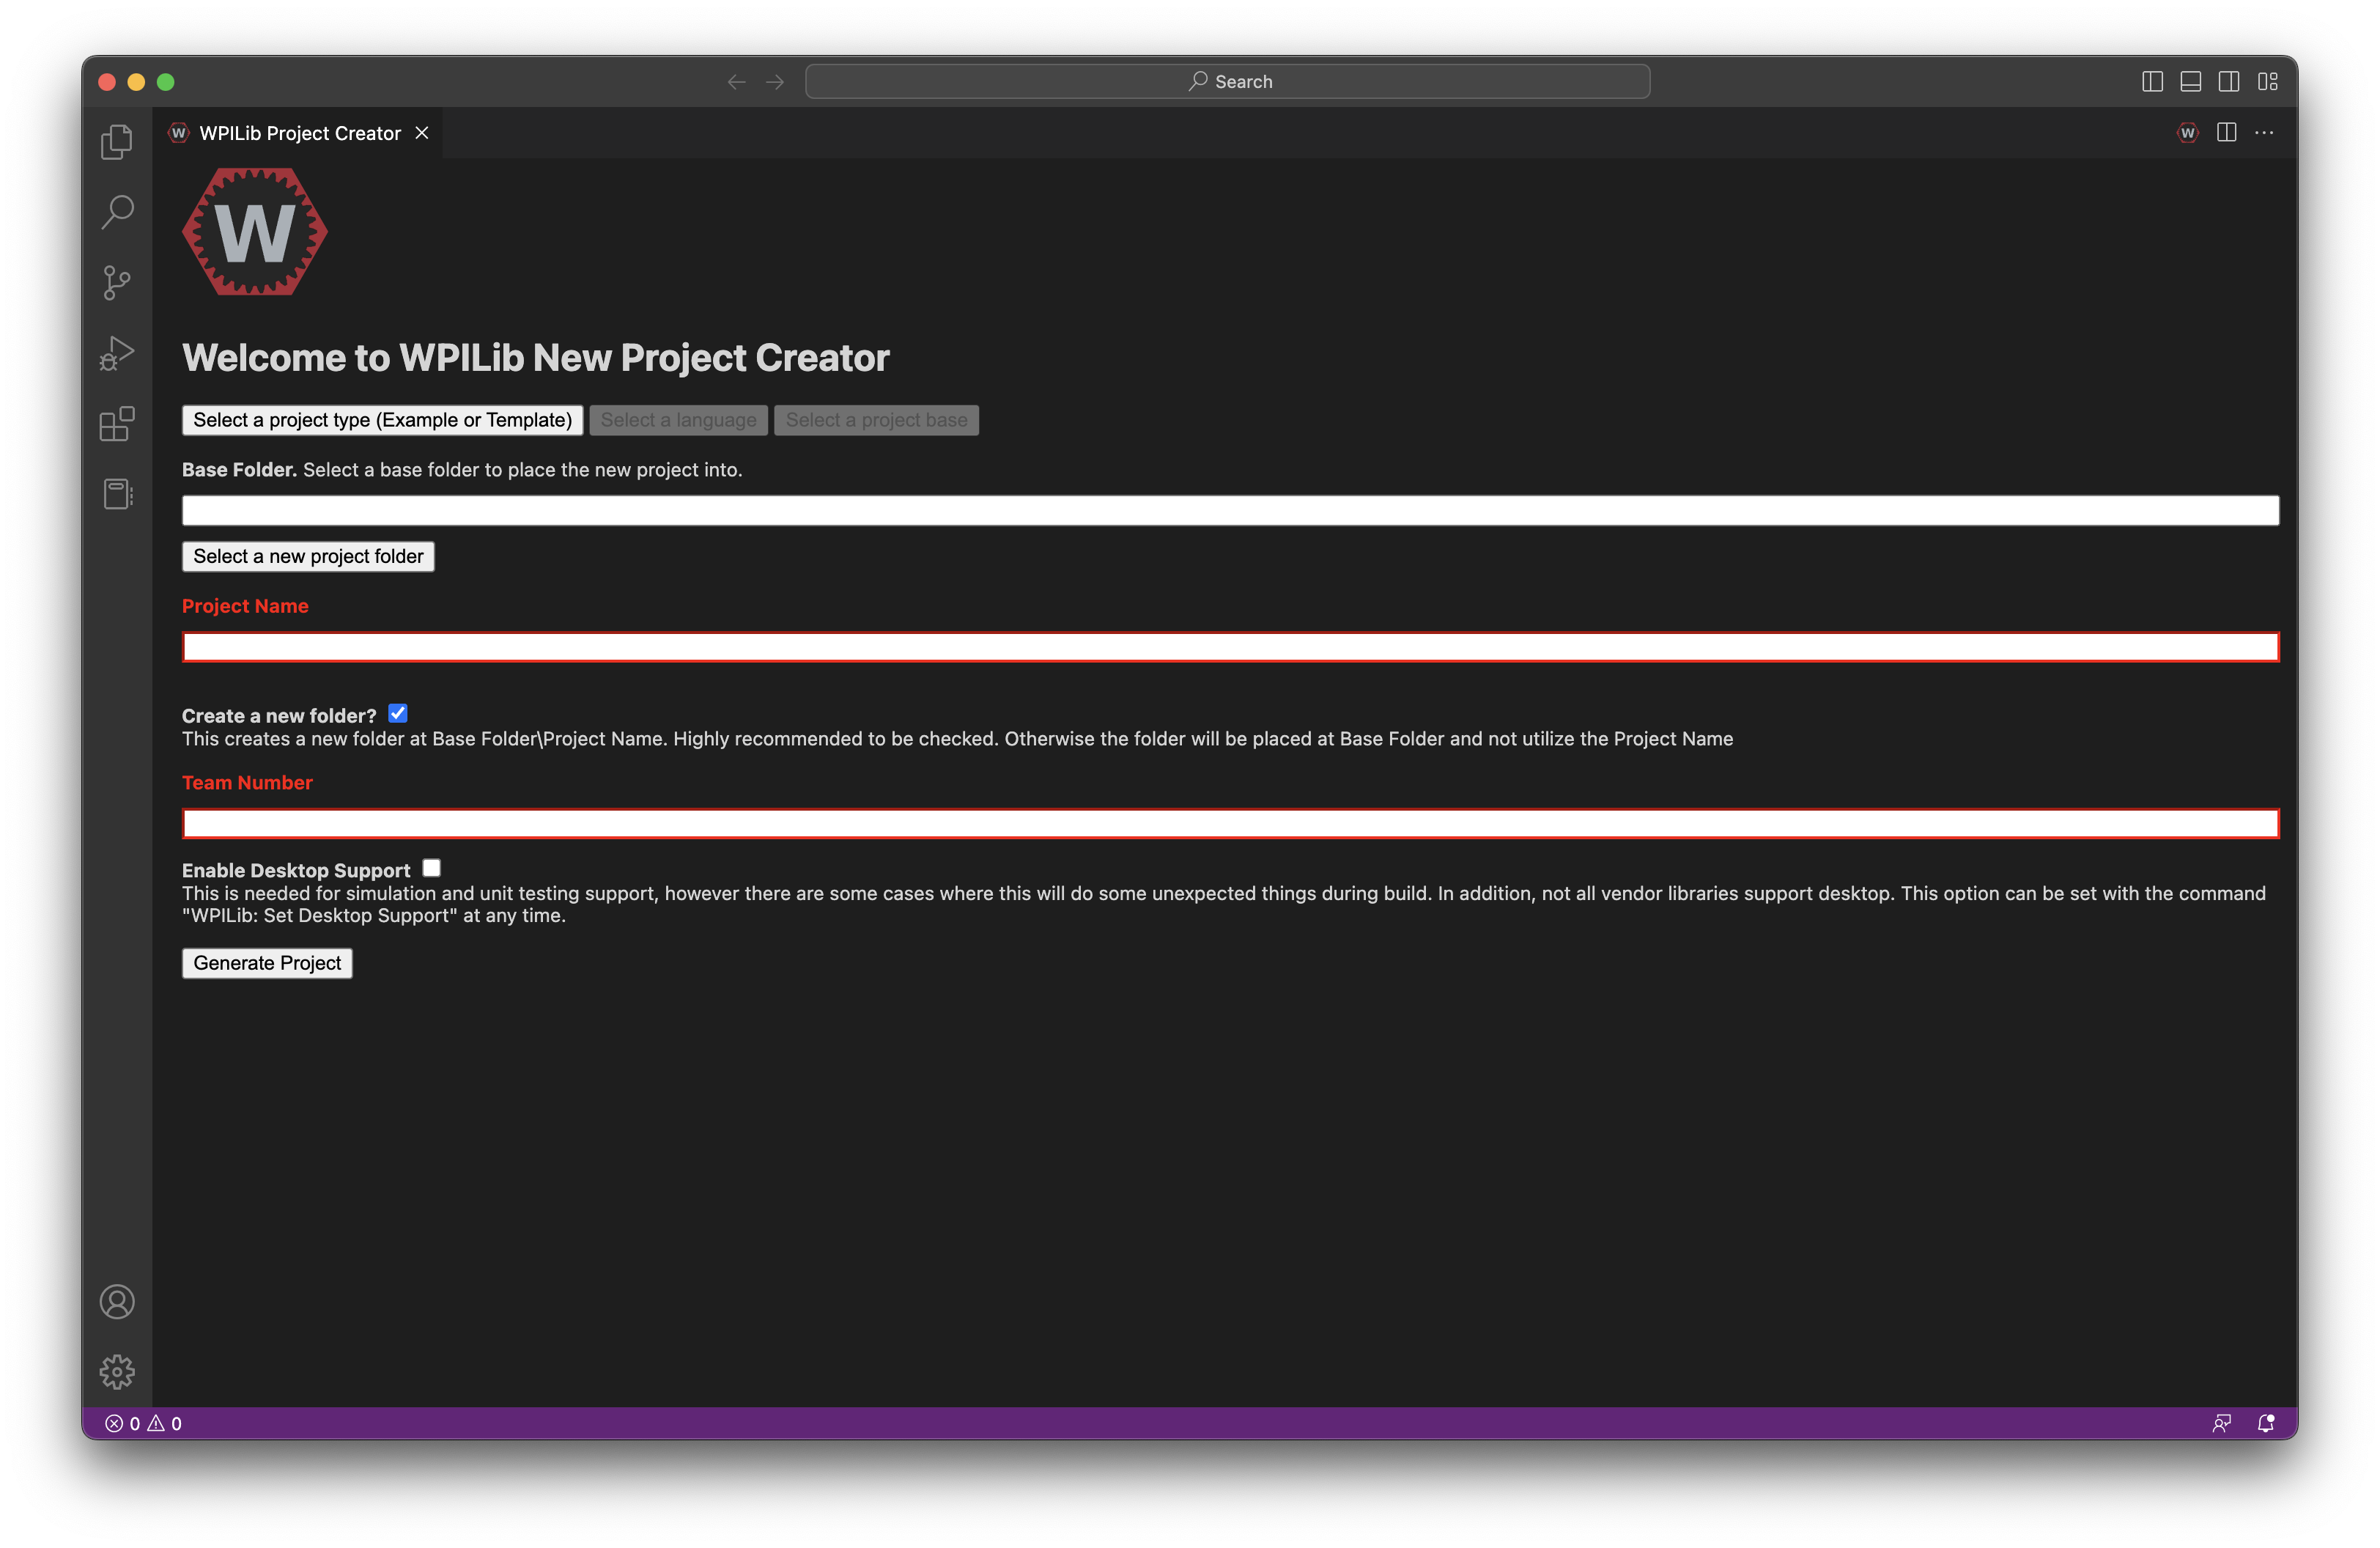 Search
WPILib Project Creator
W
W
W
Welcome to WPILib New Project Creator
Select a project type (Example or Template) Select a language Select a project base
Base Folder. Select a base folder to place the new project into.
Select a new project folder
Project Name
Create a new folder?
This creates a new folder at Base Folder\Project Name. Highly recommended to be checked. Otherwise the folder will be placed at Base Folder and not utilize the Project Name
Team Number
Enable Desktop Support
This is needed for simulation and unit testing support, however there are some cases where this will do some unexpected things during build. In addition, not all vendor libraries support desktop. This option can be set with the command
"WPILib: Set Desktop Support" at any time.
Generate Project
0 0